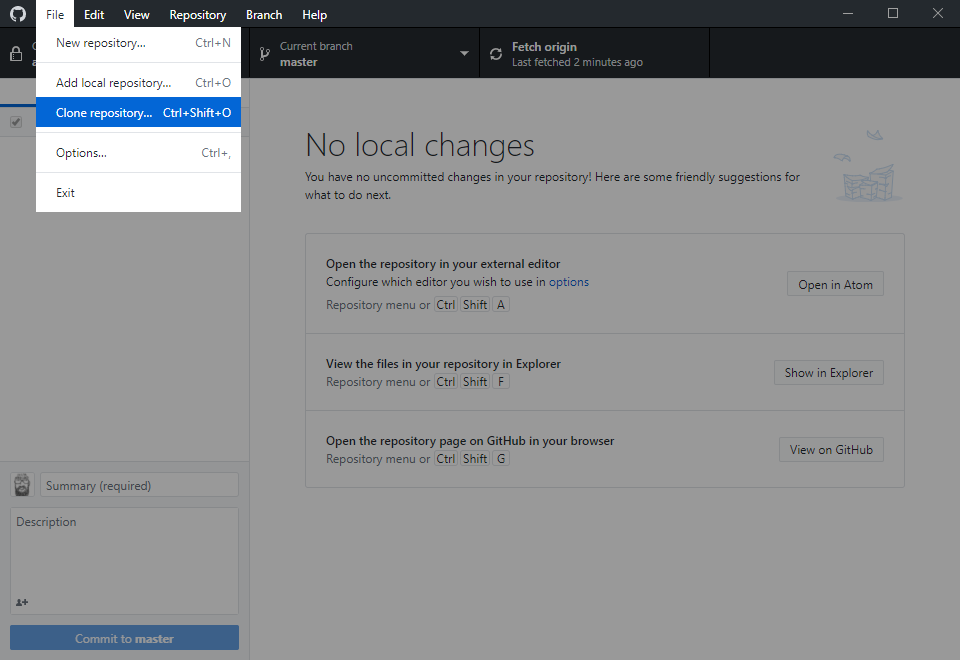 File Edit View Repository Branch Help
New repository... Ctrl+N
Add local repository... Ctrl+O
Clone repository... Ctrl+Shift+O
Options... Ctrl+,
Exit
Current branch
master
Fetch origin
Last fetched 2 minutes ago
No local changes
You have no uncommitted changes in your repository! Here are some friendly suggestions for
what to do next.
Open the repository in your external editor
Configure which editor you wish to use in options
Repository menu or Ctrl Shift A
Open in Atom
View the files in your repository in Explorer
Repository menu or Ctrl Shift F
Show in Explorer
Open the repository page on GitHub in your browser
Repository menu or Ctrl Shift G
View on GitHub
Summary (required)
Description
Commit to master